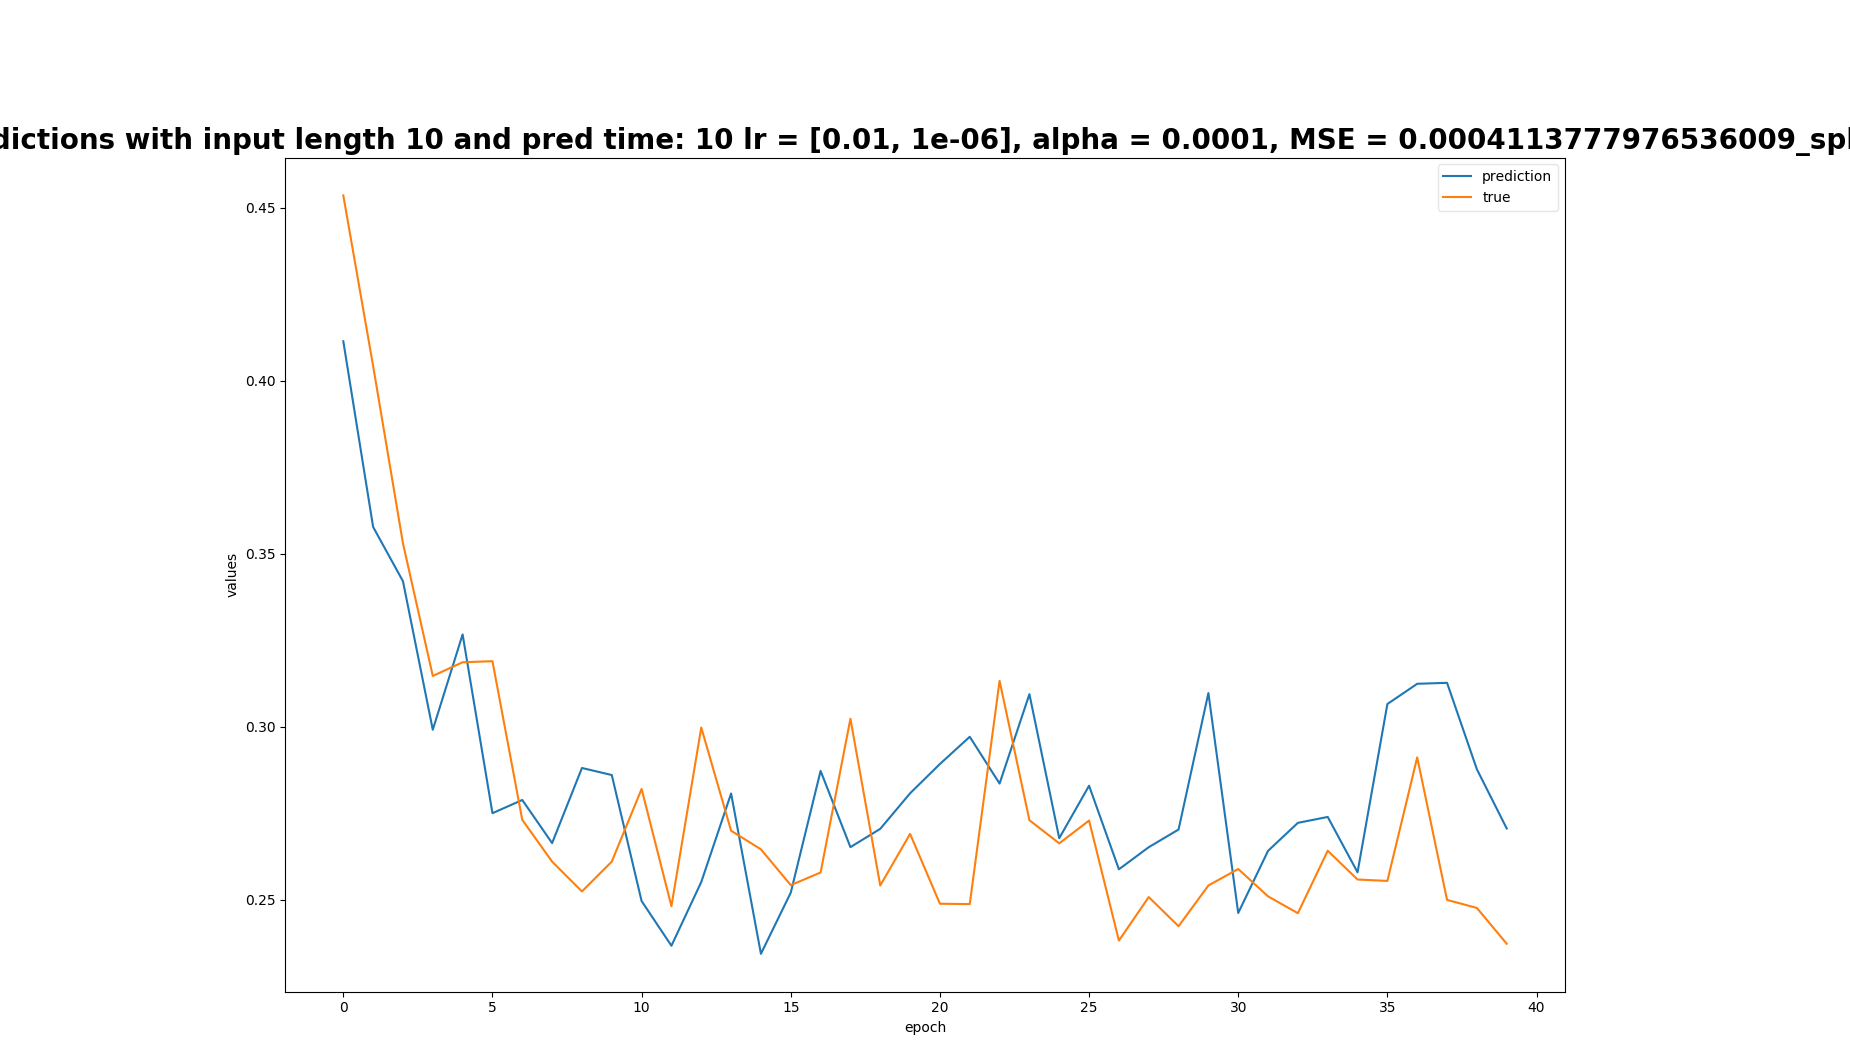 dictions with input length 10 and pred time: 10 lr = [0.01, 1e-06], alpha = 0.0001, MSE = 0.0004113777976536009_spl
prediction
true
0.45
0.40
0.35
0.30
0.25
values
0 5 10 15 20 25 30 35 40
epoch